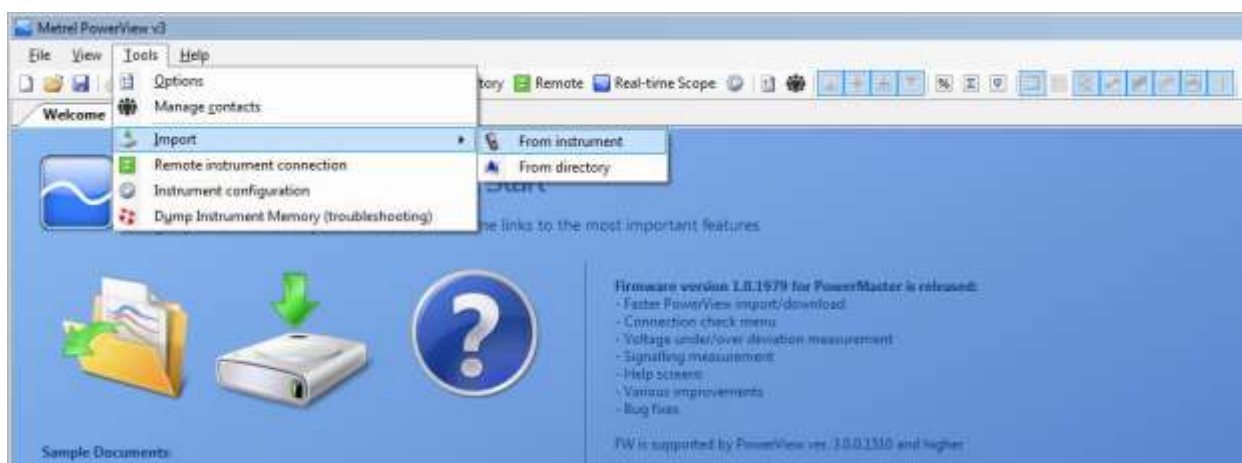 Metrel PowerView v3
File View Tools Help
Options
tory Remote Real-time Scope
Manage contacts
Welcome
Import
From instrument
Remote instrument connection
From directory
Instrument configuration
Start
Dump Instrument Memory (troubleshooting)
me links to the most important features
Firmware version 1.0.1979 for PowerMaster is released:
- Faster PowerView import/download
- Connection check menu
- Voltage under/over deviation measurement
- Signalling measurement
- Help screens
- Various improvements
- Bug fixes
FW is supported by PowerView ver. 3.0.0.1510 and higher
Sample Documents: